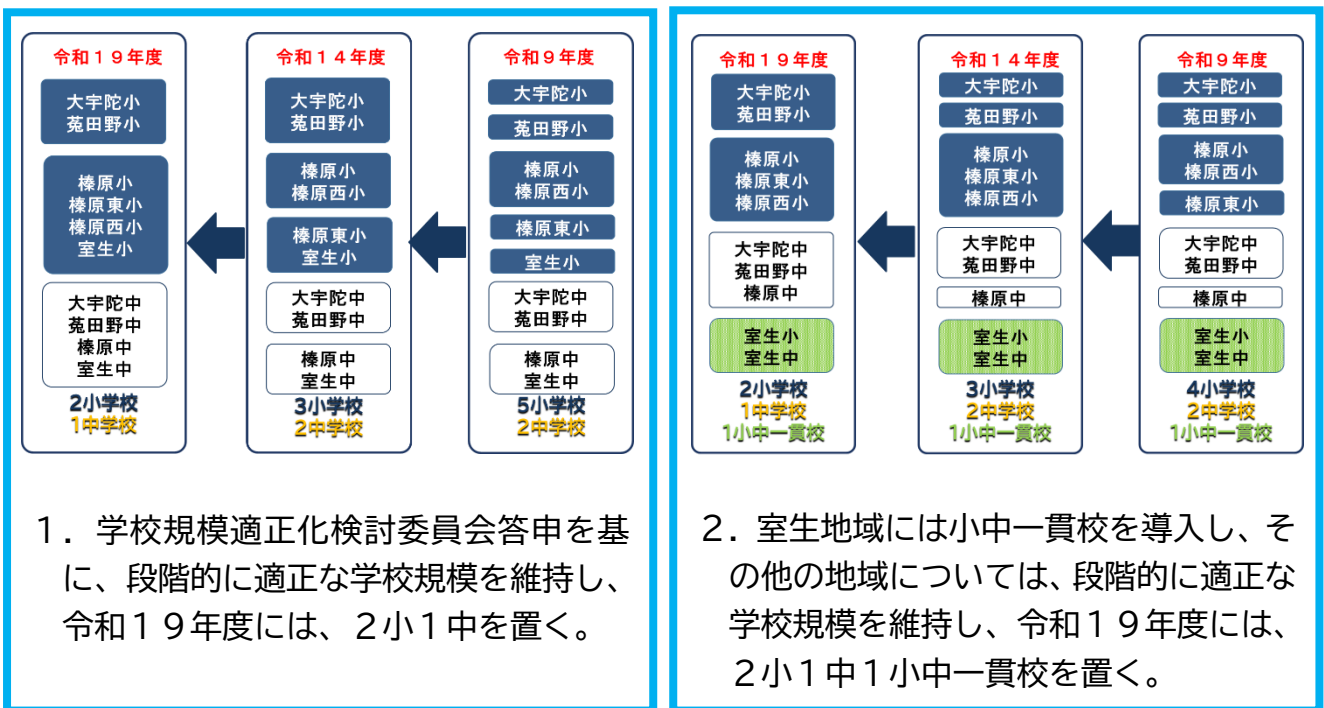 令和１９年度
大宇陀小
菟田野小
榛原小
榛原東小
榛原西小
室生小
大宇陀中
菟田野中
榛原中
室生中
2小学校
1中学校
令和１４年度
大宇陀小
菟田野小
榛原小
榛原西小
榛原東小
室生小
大宇陀中
菟田野中
榛原中
室生中
3小学校
2中学校
令和９年度
大宇陀小
菟田野小
榛原小
榛原西小
榛原東小
室生小
大宇陀中
菟田野中
榛原中
室生中
5小学校
2中学校
１．学校規模適正化検討委員会答申を基
に、段階的に適正な学校規模を維持し、
令和１９年度には、２小１中を置く。
令和１９年度
大宇陀小
菟田野小
榛原小
榛原東小
榛原西小
大宇陀中
菟田野中
榛原中
室生小
室生中
2小学校
1中学校
1小中一貫校
令和１４年度
大宇陀小
菟田野小
榛原小
榛原東小
榛原西小
大宇陀中
菟田野中
榛原中
室生小
室生中
3小学校
2中学校
1小中一貫校
令和９年度
大宇陀小
菟田野小
榛原小
榛原西小
榛原東小
大宇陀中
菟田野中
榛原中
室生小
室生中
4小学校
2中学校
1小中一貫校
２．室生地域には小中一貫校を導入し、そ
の他の地域については、段階的に適正な
学校規模を維持し、令和１９年度には、
２小１中１小中一貫校を置く。